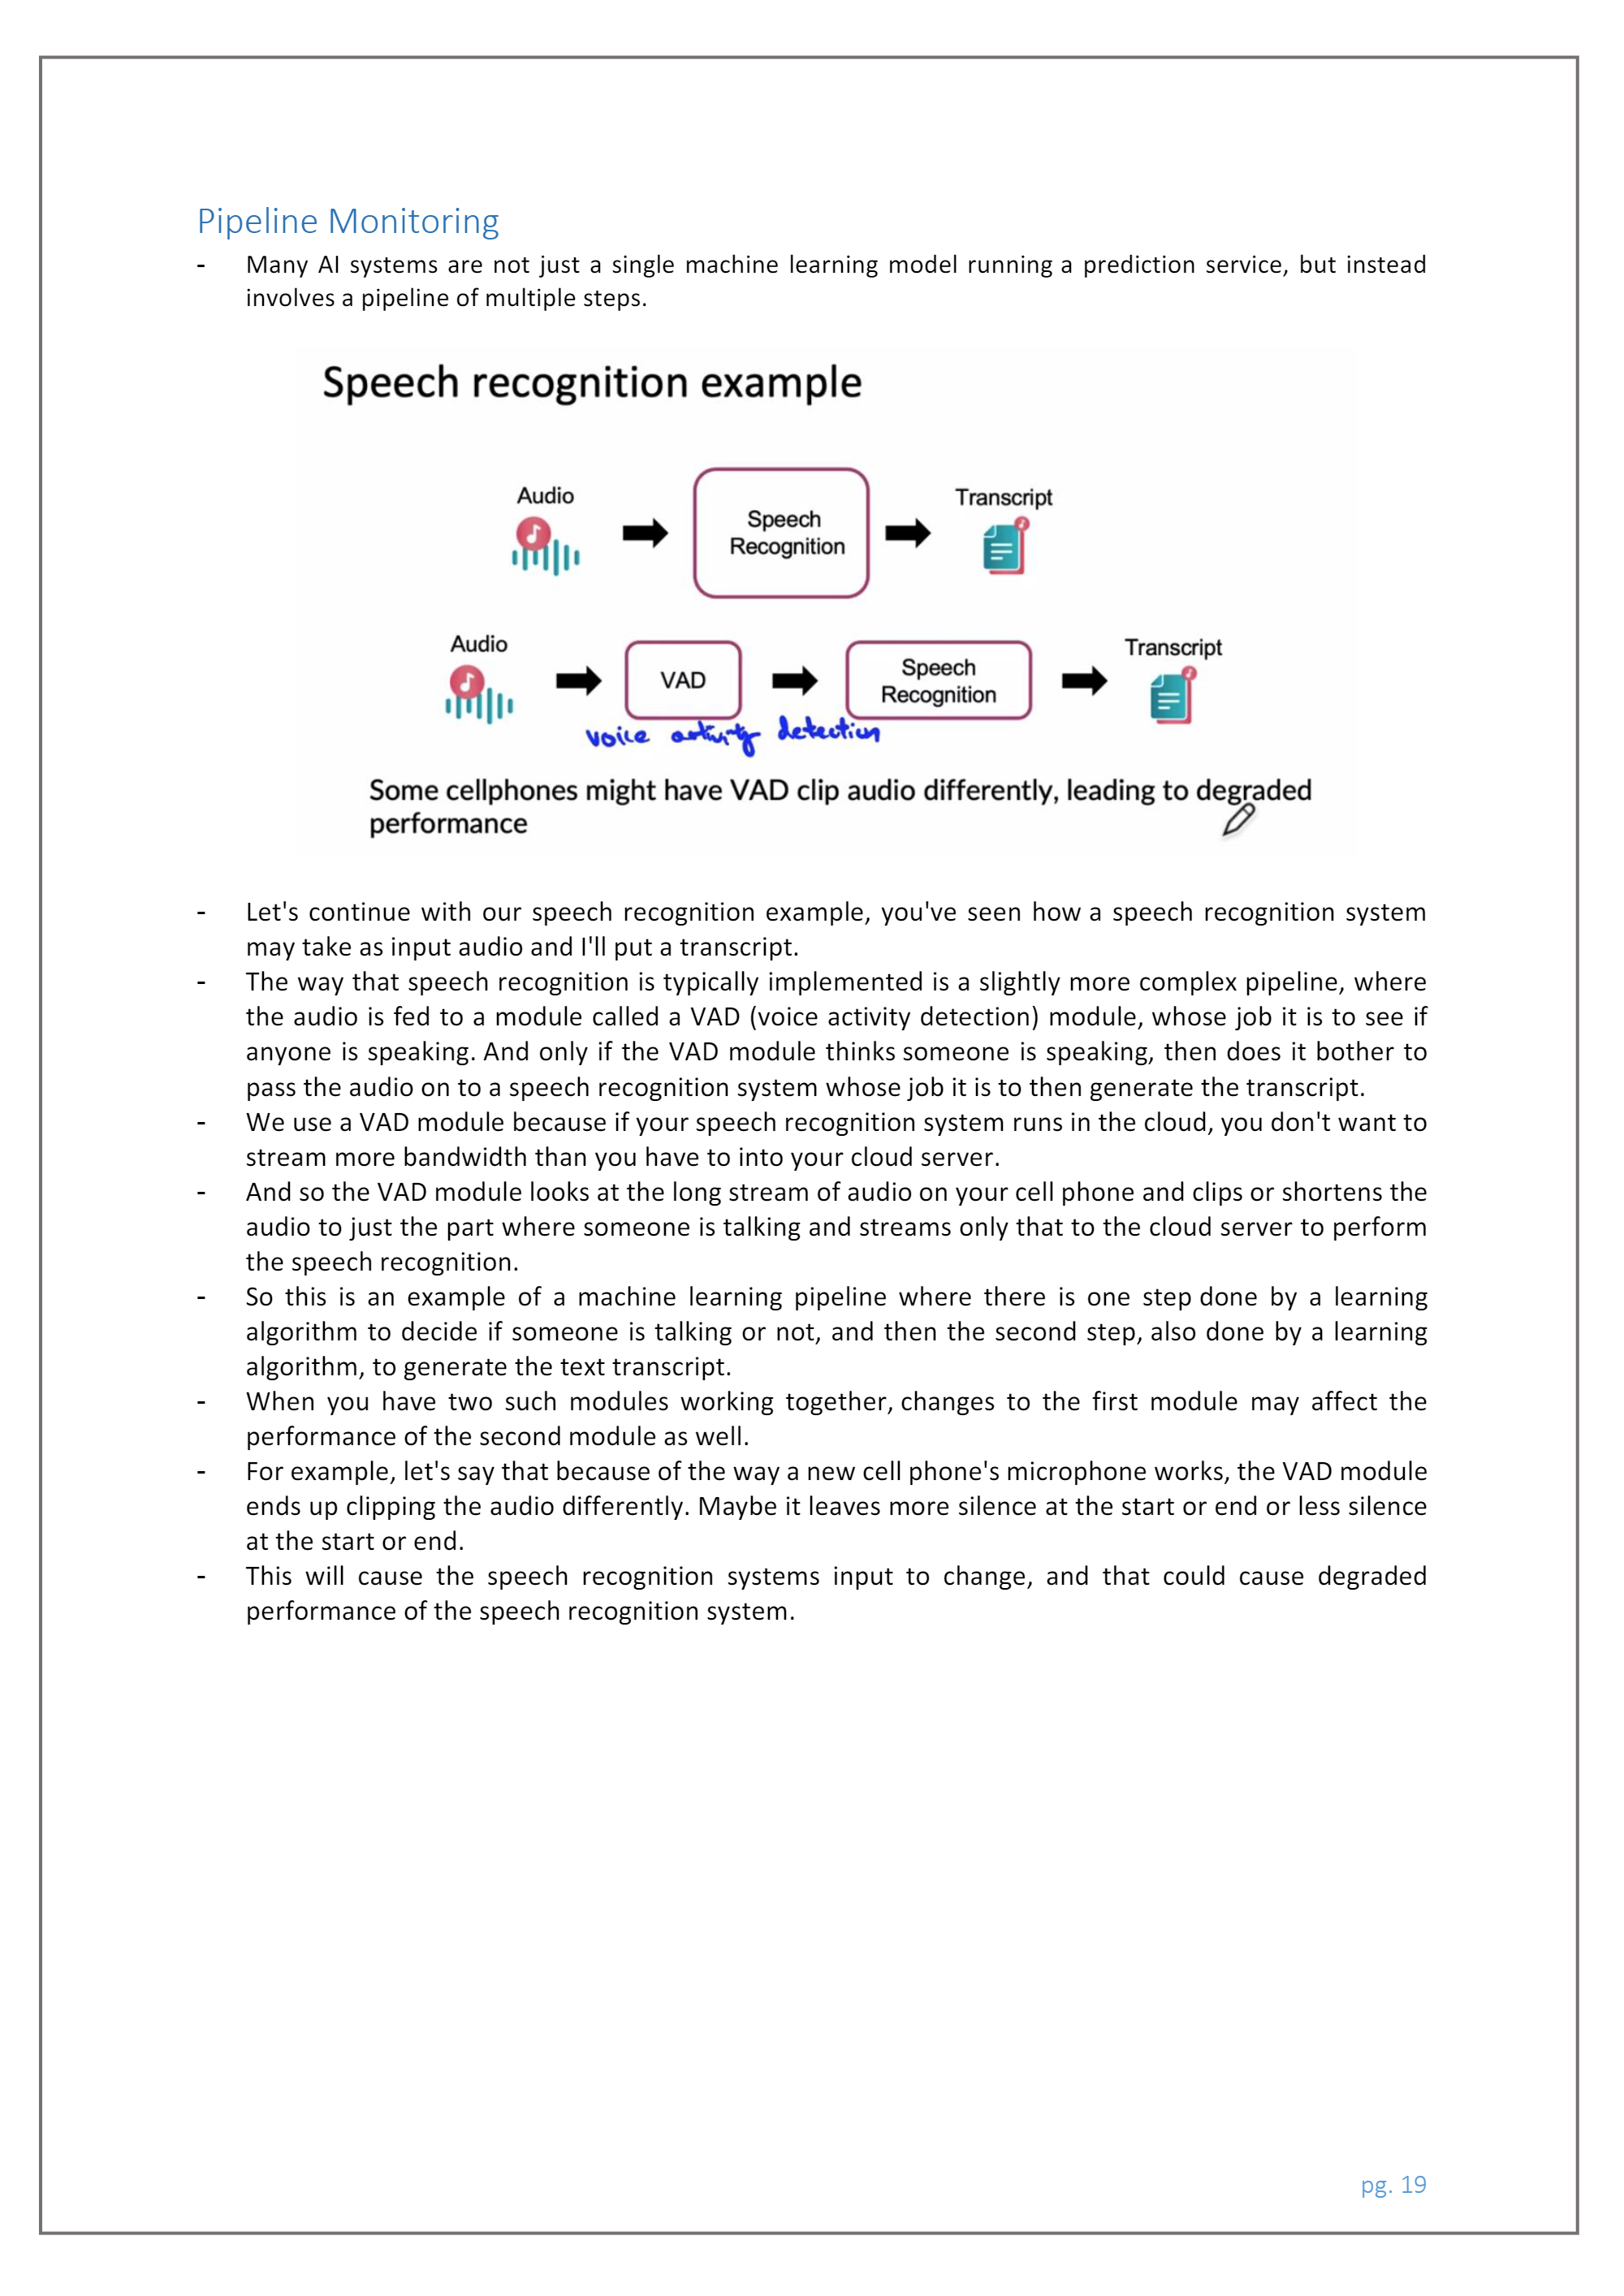 Pipeline Monitoring
- Many AI systems are not just a single machine learning model running a prediction service, but instead
involves a pipeline of multiple steps.
Speech recognition example
Audio
Speech
Recognition
Transcript
Audio
VAD
Speech
Recognition
Transcript
voice activity detection
Some cellphones might have VAD clip audio differently, leading to degraded
performance
- Let's continue with our speech recognition example, you've seen how a speech recognition system
may take as input audio and I'll put a transcript.
- The way that speech recognition is typically implemented is a slightly more complex pipeline, where
the audio is fed to a module called a VAD (voice activity detection) module, whose job it is to see if
anyone is speaking. And only if the VAD module thinks someone is speaking, then does it bother to
pass the audio on to a speech recognition system whose job it is to then generate the transcript.
- We use a VAD module because if your speech recognition system runs in the cloud, you don't want to
stream more bandwidth than you have to into your cloud server.
- And so the VAD module looks at the long stream of audio on your cell phone and clips or shortens the
audio to just the part where someone is talking and streams only that to the cloud server to perform
the speech recognition.
- So this is an example of a machine learning pipeline where there is one step done by a learning
algorithm to decide if someone is talking or not, and then the second step, also done by a learning
algorithm, to generate the text transcript.
- When you have two such modules working together, changes to the first module may affect the
performance of the second module as well.
- For example, let's say that because of the way a new cell phone's microphone works, the VAD module
ends up clipping the audio differently. Maybe it leaves more silence at the start or end or less silence
at the start or end.
- This will cause the speech recognition systems input to change, and that could cause degraded
performance of the speech recognition system.
pg. 19